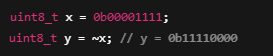 uint8_t x = 0b00001111;
uint8_t y = ~x; // y = 0b11110000